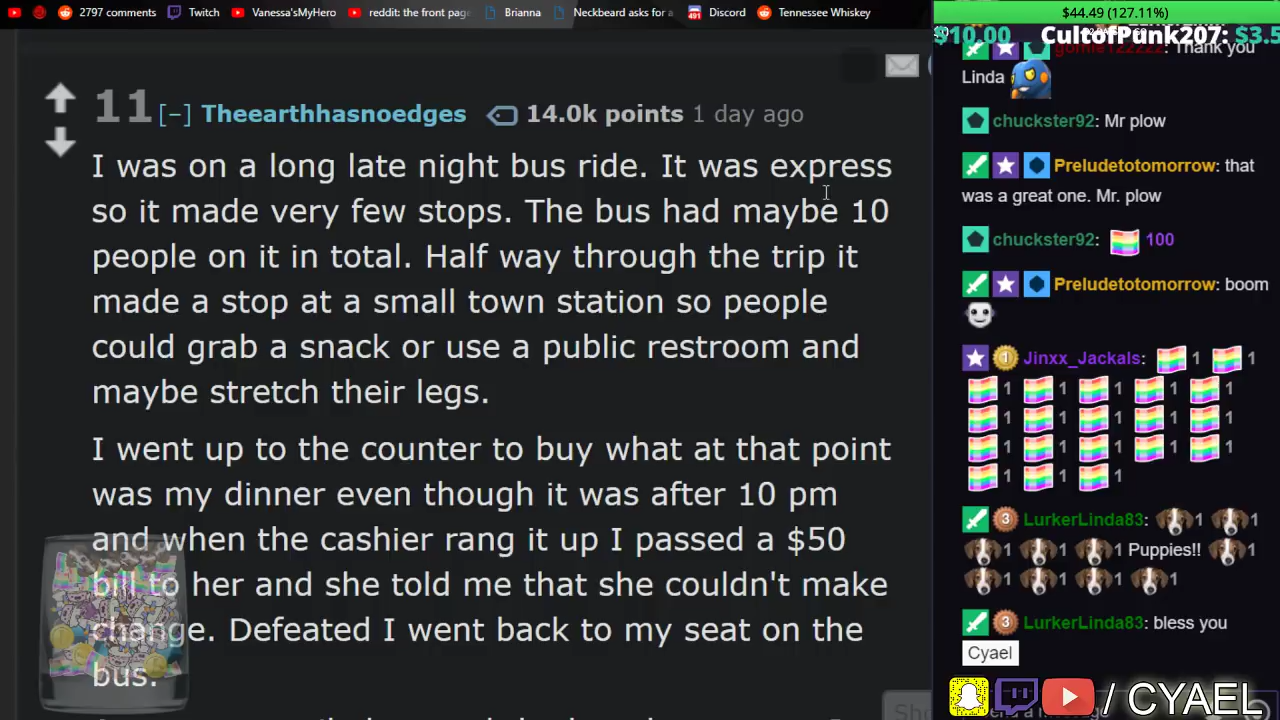 2797 comments
Twitch
Vanessa'sMyHero
reddit: the front page
Brianna
Neckbeard asks for a
491
Discord
Tennessee Whiskey
$44.49 (127.11%)
$10.00 CultofPunk207: $3.5
11 [-] Theearthhasnoedges 14.0k points 1 day ago
I was on a long late night bus ride. It was express
so it made very few stops. The bus had maybe 10
people on it in total. Half way through the trip it
made a stop at a small town station so people
could grab a snack or use a public restroom and
maybe stretch their legs.
I went up to the counter to buy what at that point
was my dinner even though it was after 10 pm
and when the cashier rang it up I passed a $50
bill to her and she told me that she couldn't make
change. Defeated I went back to my seat on the
bus.
Thank you
Linda
chuckster92: Mr plow
Preludetotomorrow: that
was a great one. Mr. plow
chuckster92: 100
Preludetotomorrow: boom
Jinxx_Jackals: 1 1
1 1 1 1 1
1 1 1 1 1
1 1 1 1 1
1 1 1
3 LurkerLinda83: 1 1
1 1 1 Puppies!! 1
1 1 1 1
3 LurkerLinda83: bless you
Cyael
/ CYAEL